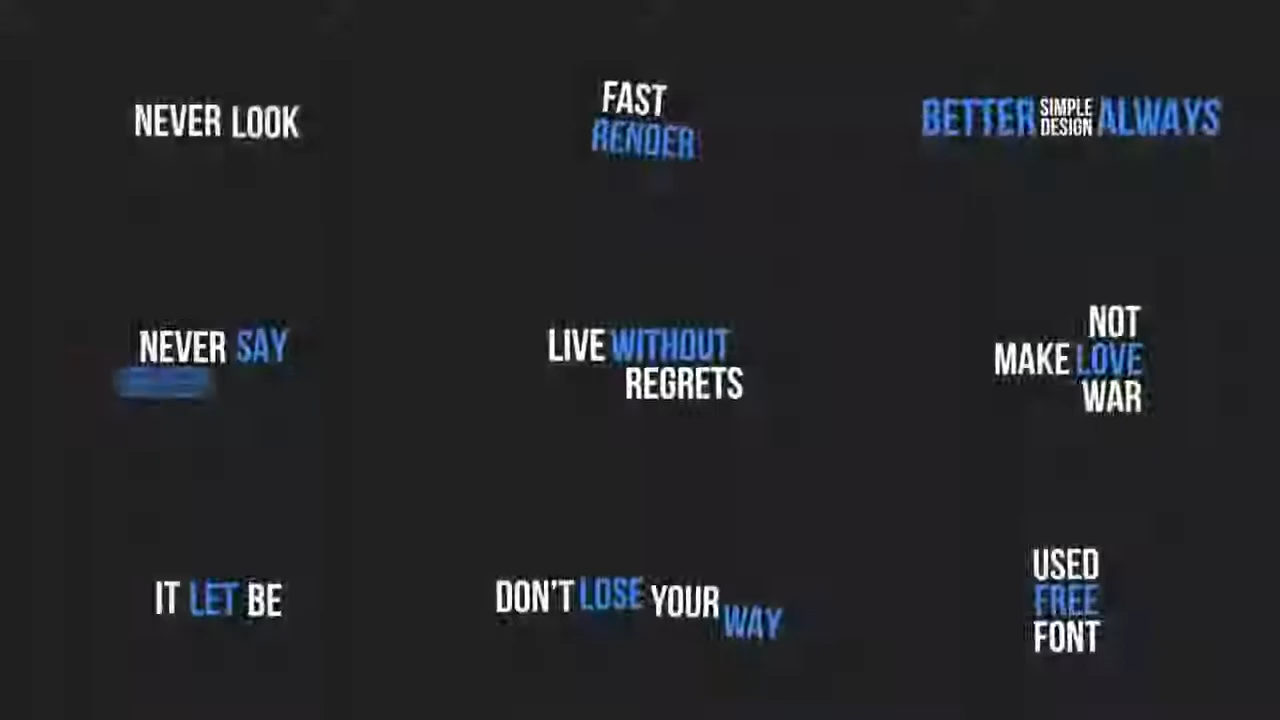 NEVER LOOK
FAST
RENDER
BETTER SIMPLE DESIGN ALWAYS
NEVER SAY
LIVE WITHOUT
REGRETS
NOT
MAKE LOVE
WAR
IT LET BE
DON'T LOSE YOUR WAY
USED
FREE
FONT